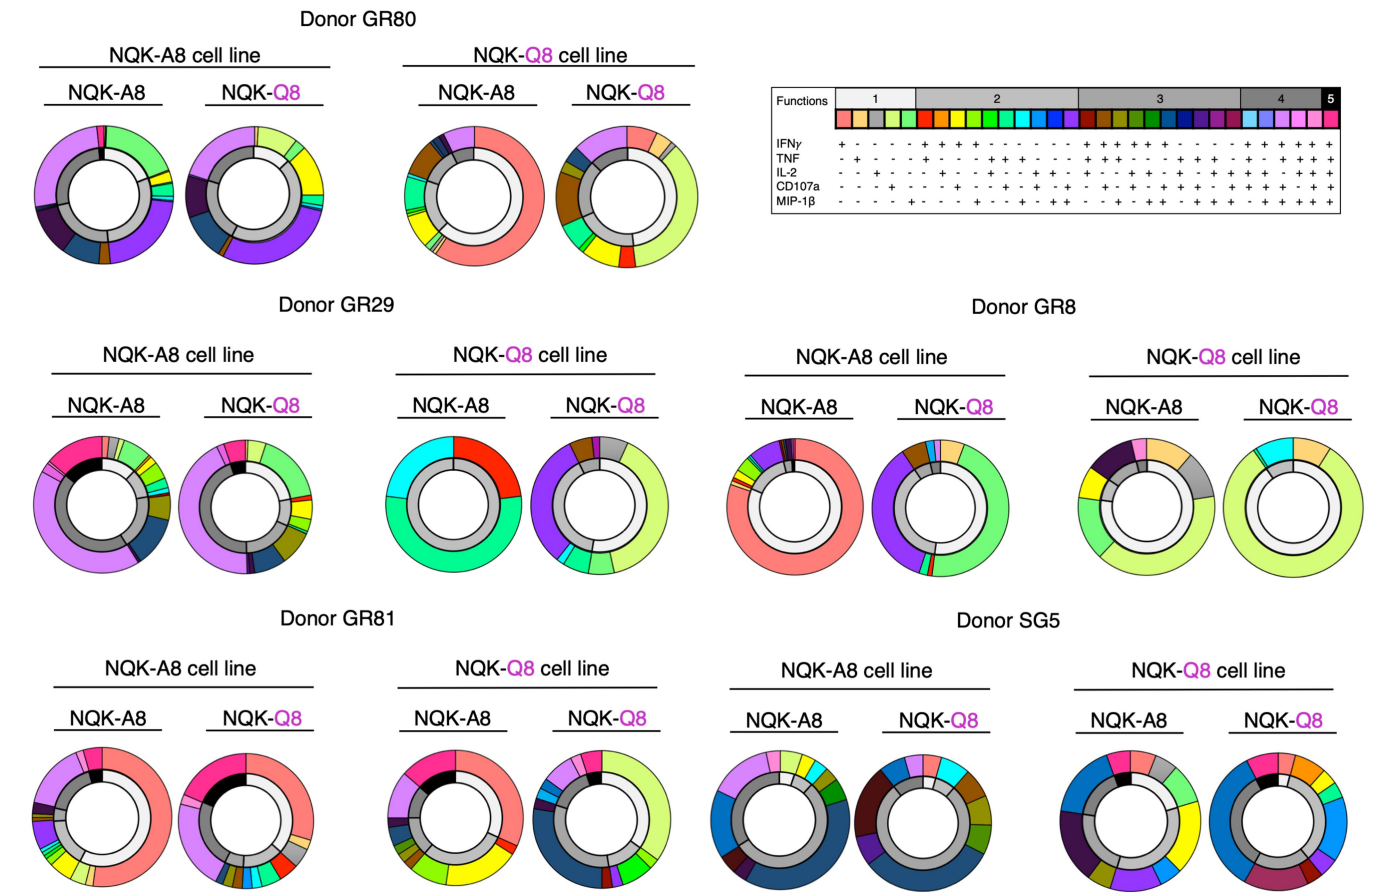 Donor GR80
NQK-A8 cell line
NQK-Q8 cell line
NQK-A8
NQK-Q8
NQK-A8
NQK-Q8
Functions 1 2 3 4 5
IFNγ
TNF
IL-2
CD107a
MIP-1β
Donor GR29
Donor GR8
NQK-A8 cell line
NQK-Q8 cell line
NQK-A8 cell line
NQK-Q8 cell line
NQK-A8
NQK-Q8
NQK-A8
NQK-Q8
NQK-A8
NQK-Q8
NQK-A8
NQK-Q8
Donor GR81
Donor SG5
NQK-A8 cell line
NQK-Q8 cell line
NQK-A8 cell line
NQK-Q8 cell line
NQK-A8
NQK-Q8
NQK-A8
NQK-Q8
NQK-A8
NQK-Q8
NQK-A8
NQK-Q8